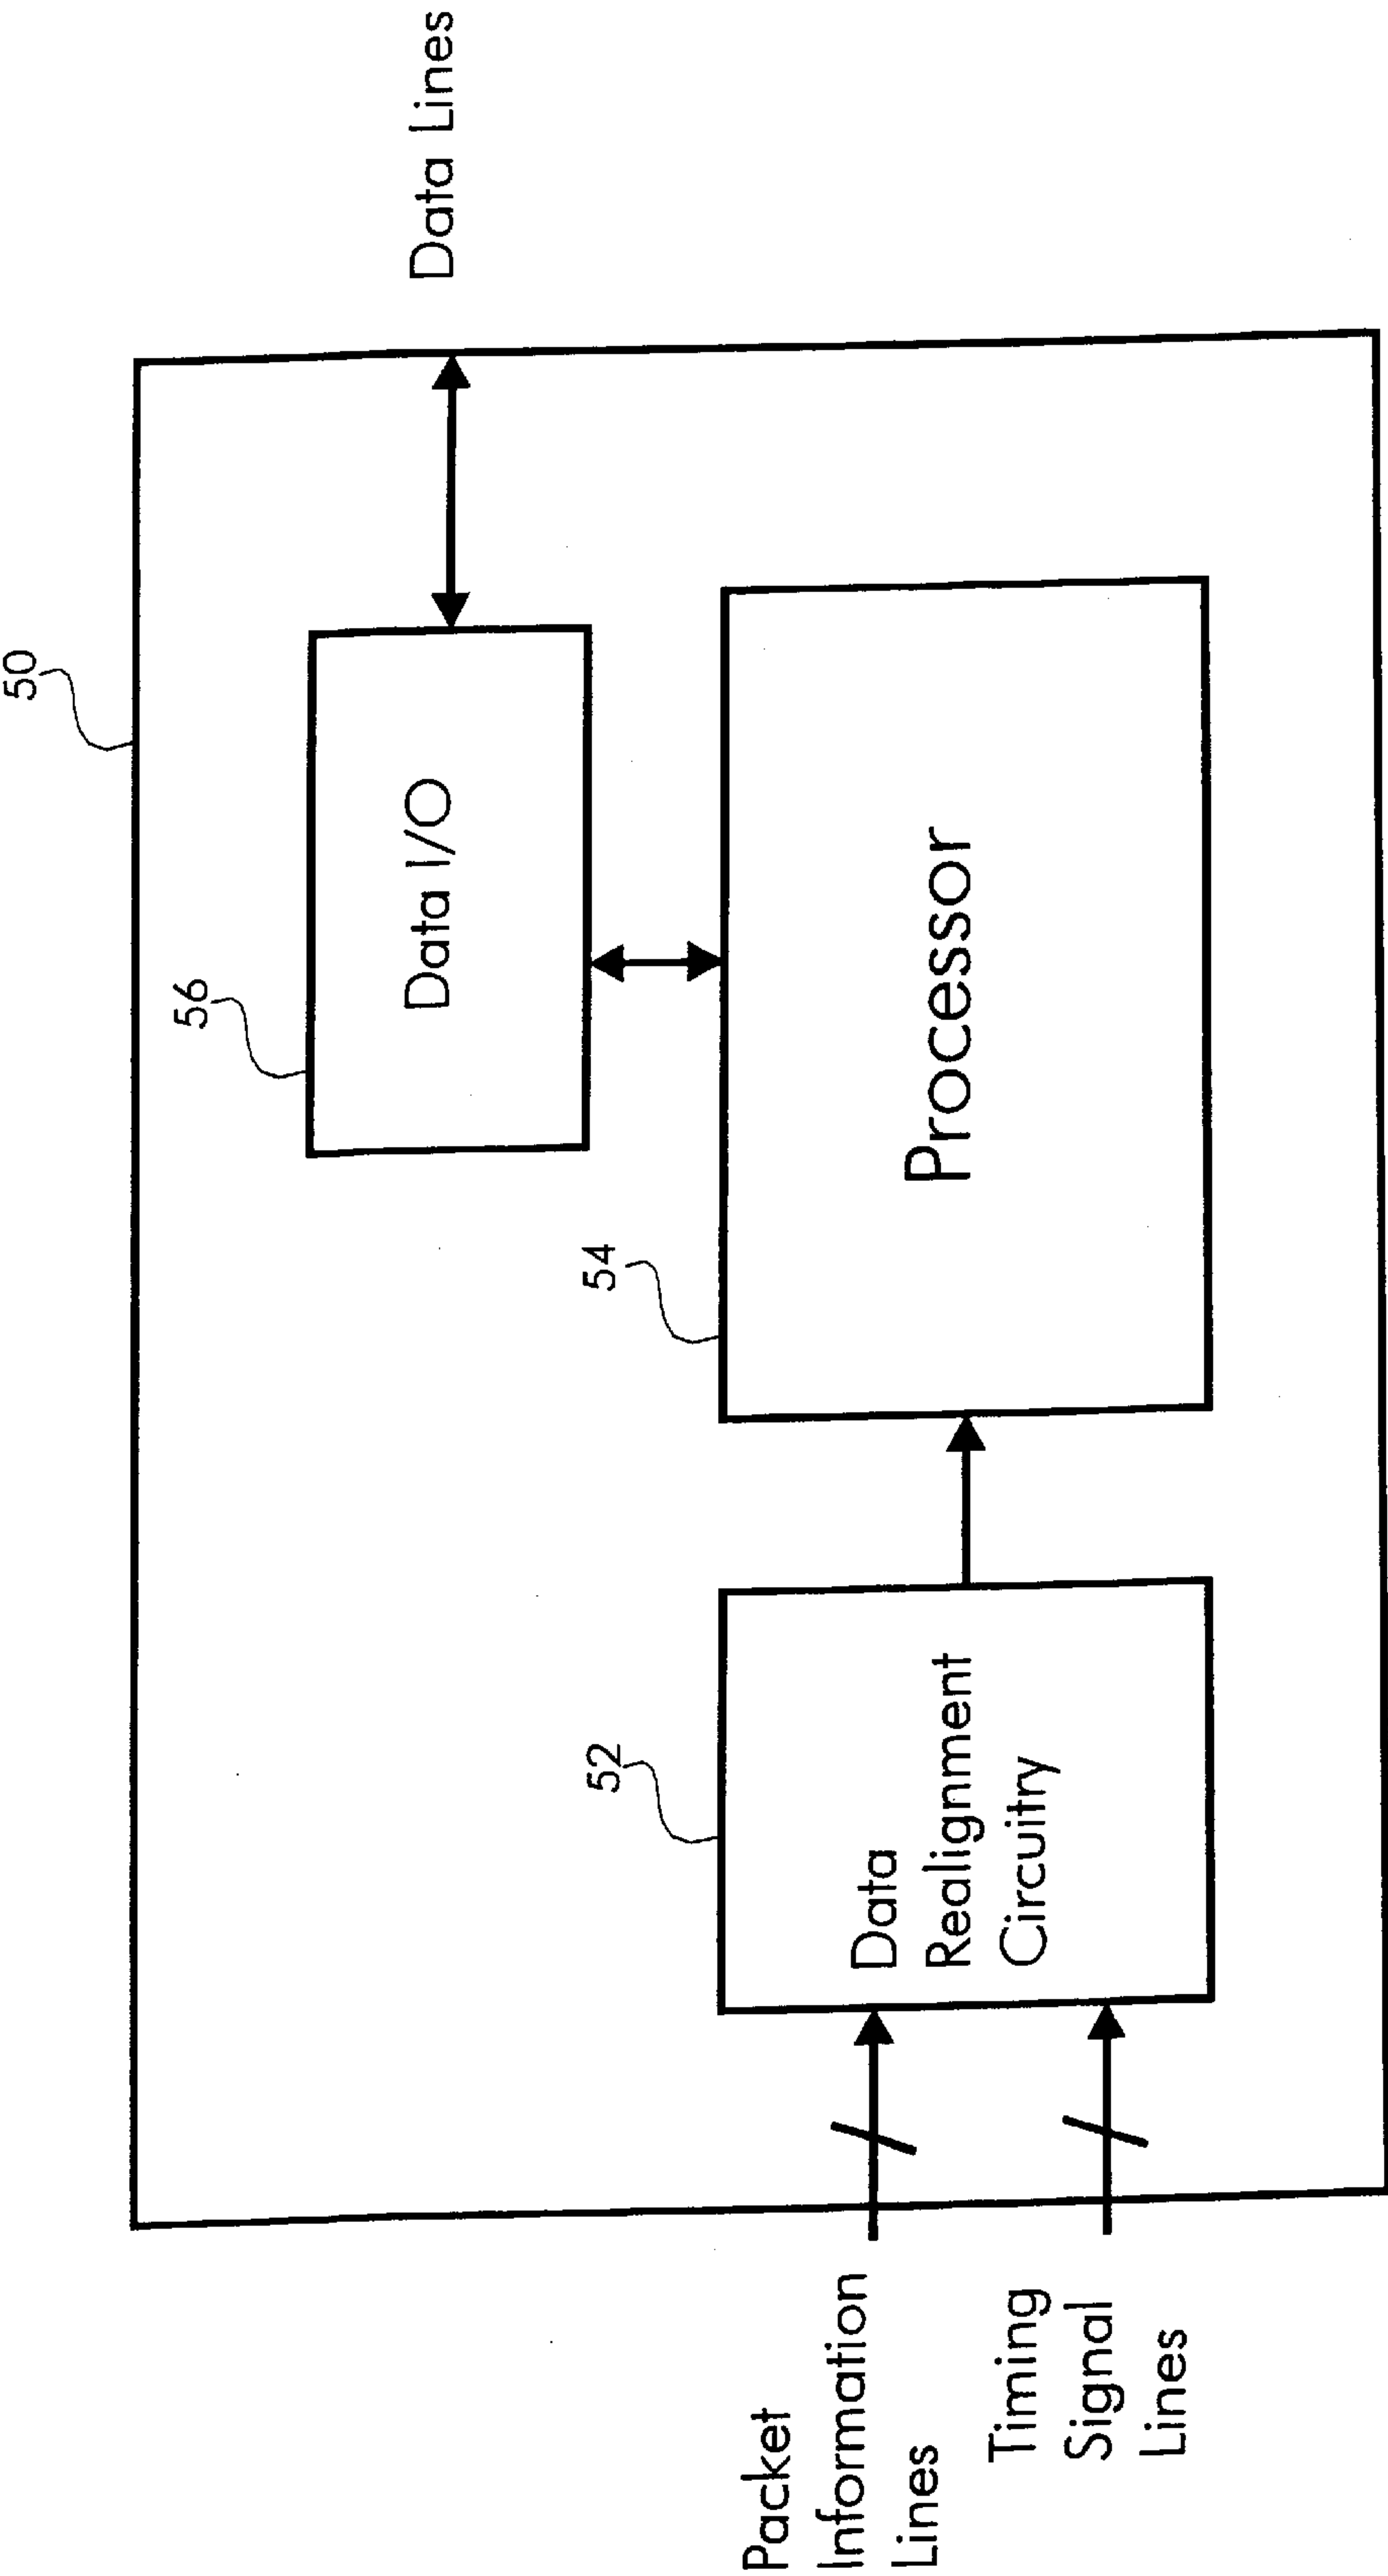 50
Data Lines
56
Data I/O
54
Processor
52
Data
Realignment
Circuitry
Packet
Information
Lines
Timing
Signal
Lines